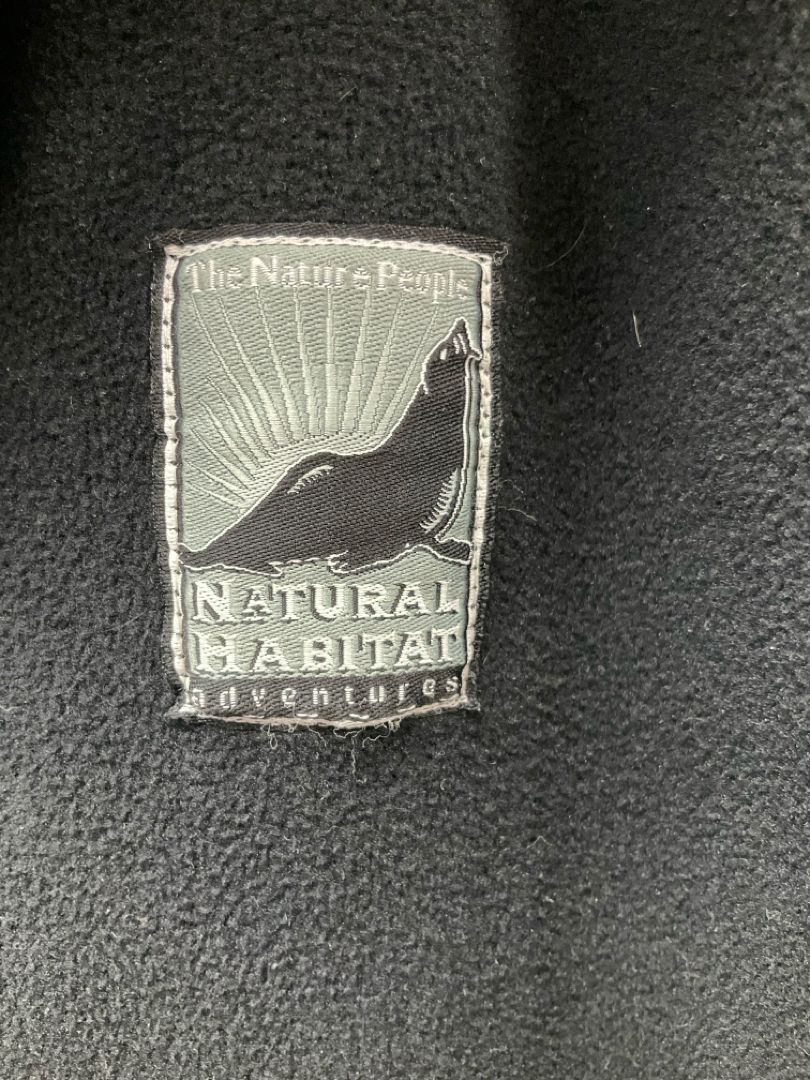 The Nature People
NATURAL
HABITAT
adventures